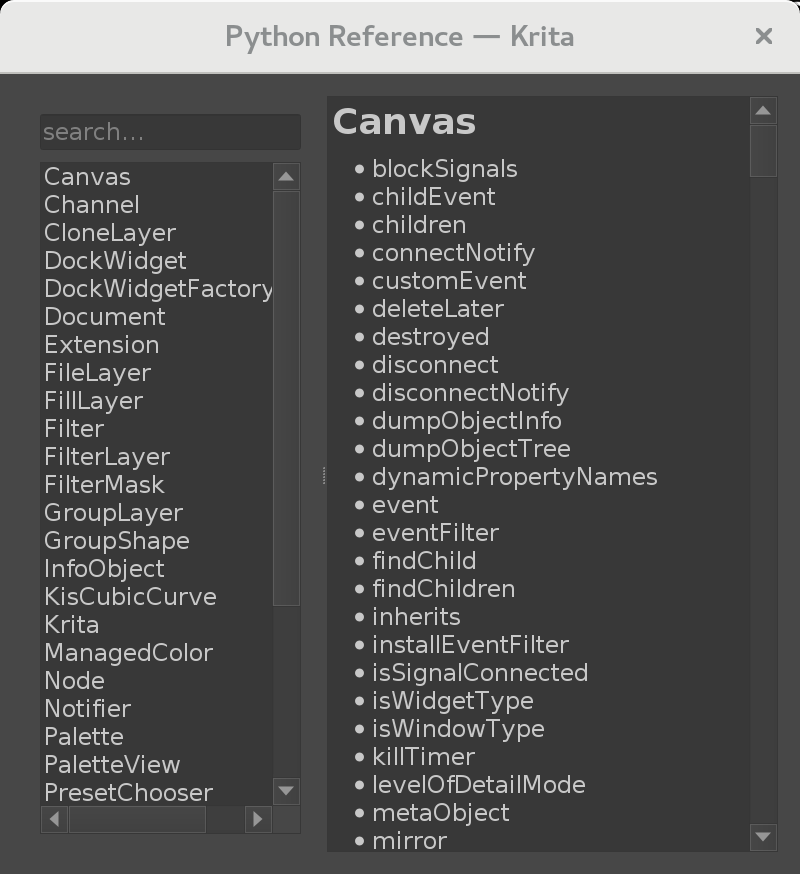 Python Reference — Krita
search...
Canvas
Channel
CloneLayer
DockWidget
DockWidgetFactory
Document
Extension
FileLayer
FillLayer
Filter
FilterLayer
FilterMask
GroupLayer
GroupShape
InfoObject
KisCubicCurve
Krita
ManagedColor
Node
Notifier
Palette
PaletteView
PresetChooser
Canvas
• blockSignals
• childEvent
• children
• connectNotify
• customEvent
• deleteLater
• destroyed
• disconnect
• disconnectNotify
• dumpObjectInfo
• dumpObjectTree
• dynamicPropertyNames
• event
• eventFilter
• findChild
• findChildren
• inherits
• installEventFilter
• isSignalConnected
• isWidgetType
• isWindowType
• killTimer
• levelOfDetailMode
• metaObject
• mirror